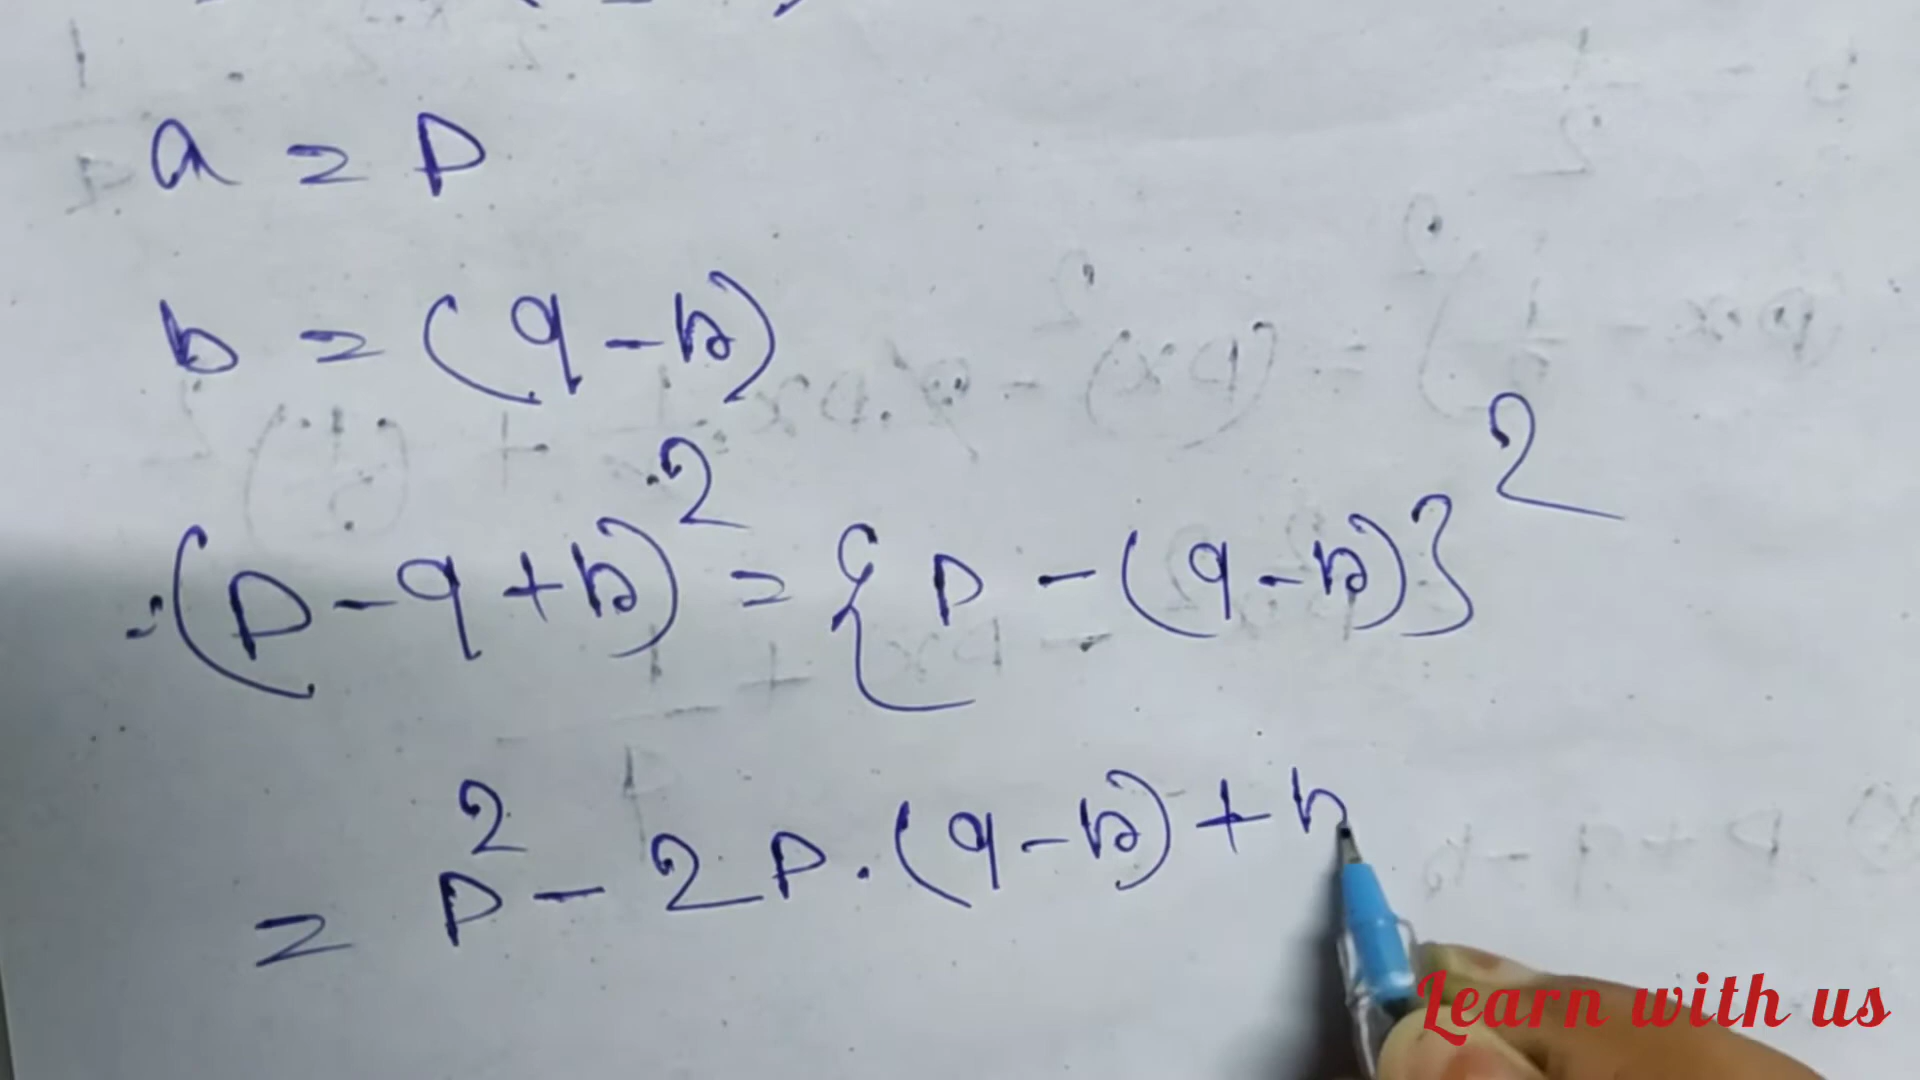 a = p
b = (q - r)
(p - q + r)² = {p - (q - r)}²
= p² - 2p.(q - r) + r
Learn with us